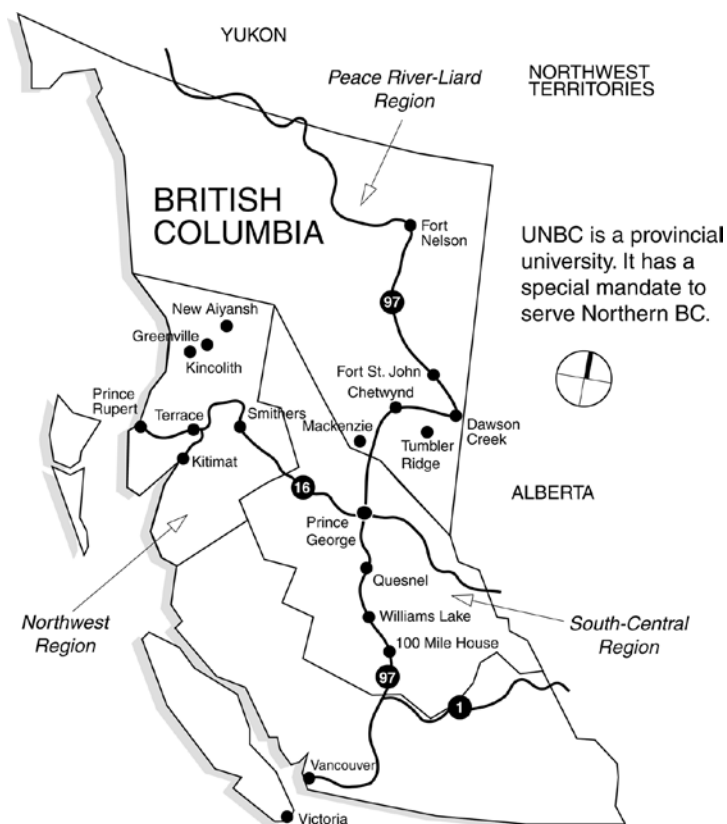 YUKON
Peace River-Liard
Region
NORTHWEST
TERRITORIES
BRITISH
COLUMBIA
Fort
Nelson
UNBC is a provincial
university. It has a
special mandate to
serve Northern BC.
97
New Aiyansh
Greenville
Kincolith
Fort St. John
Chetwynd
Prince
Rupert
Terrace
Smithers
Mackenzie
Dawson
Creek
Tumbler
Ridge
Kitimat
16
ALBERTA
Prince
George
Quesnel
Northwest
Region
Williams Lake
South-Central
Region
100 Mile House
97
1
Vancouver
Victoria